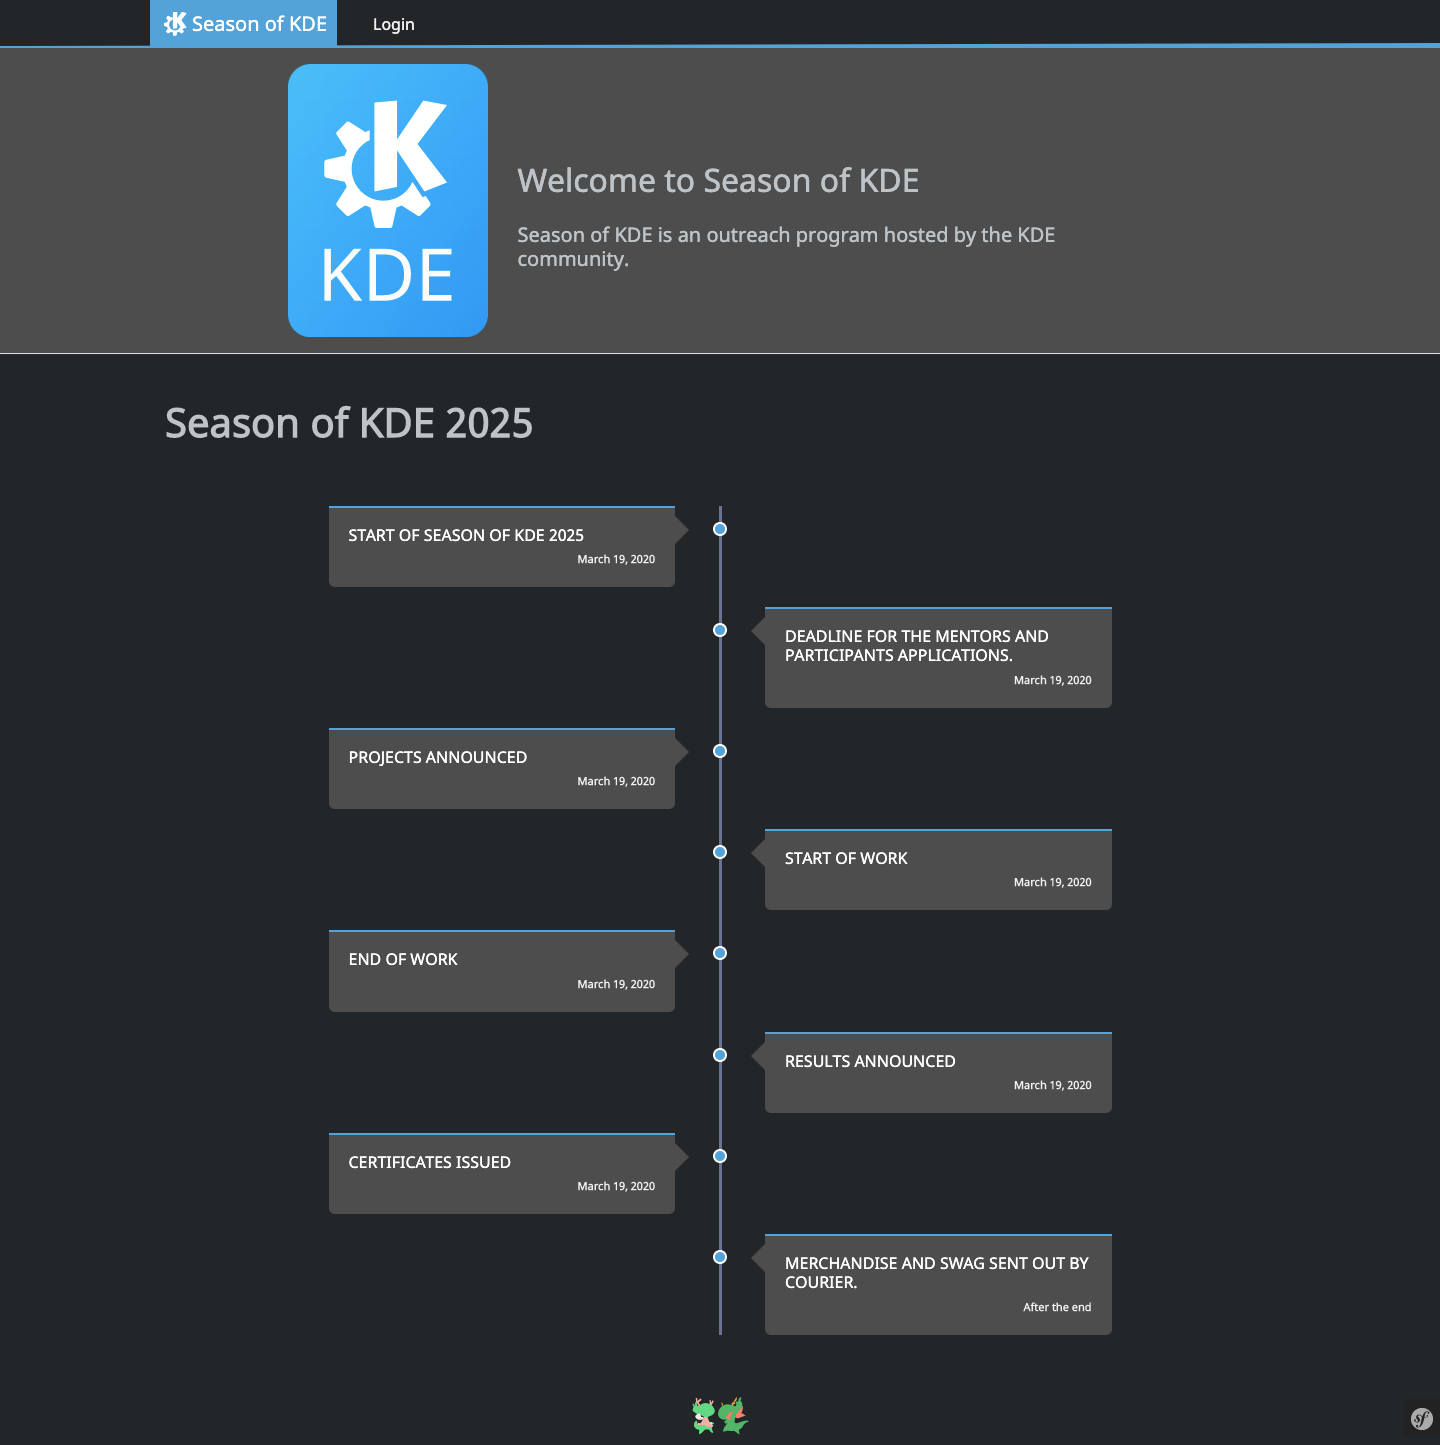 Season of KDE
Login
KDE
Welcome to Season of KDE
Season of KDE is an outreach program hosted by the KDE
community.
Season of KDE 2025
START OF SEASON OF KDE 2025
March 19, 2020
DEADLINE FOR THE MENTORS AND
PARTICIPANTS APPLICATIONS.
March 19, 2020
PROJECTS ANNOUNCED
March 19, 2020
START OF WORK
March 19, 2020
END OF WORK
March 19, 2020
RESULTS ANNOUNCED
March 19, 2020
CERTIFICATES ISSUED
March 19, 2020
MERCHANDISE AND SWAG SENT OUT BY
COURIER.
After the end
sf